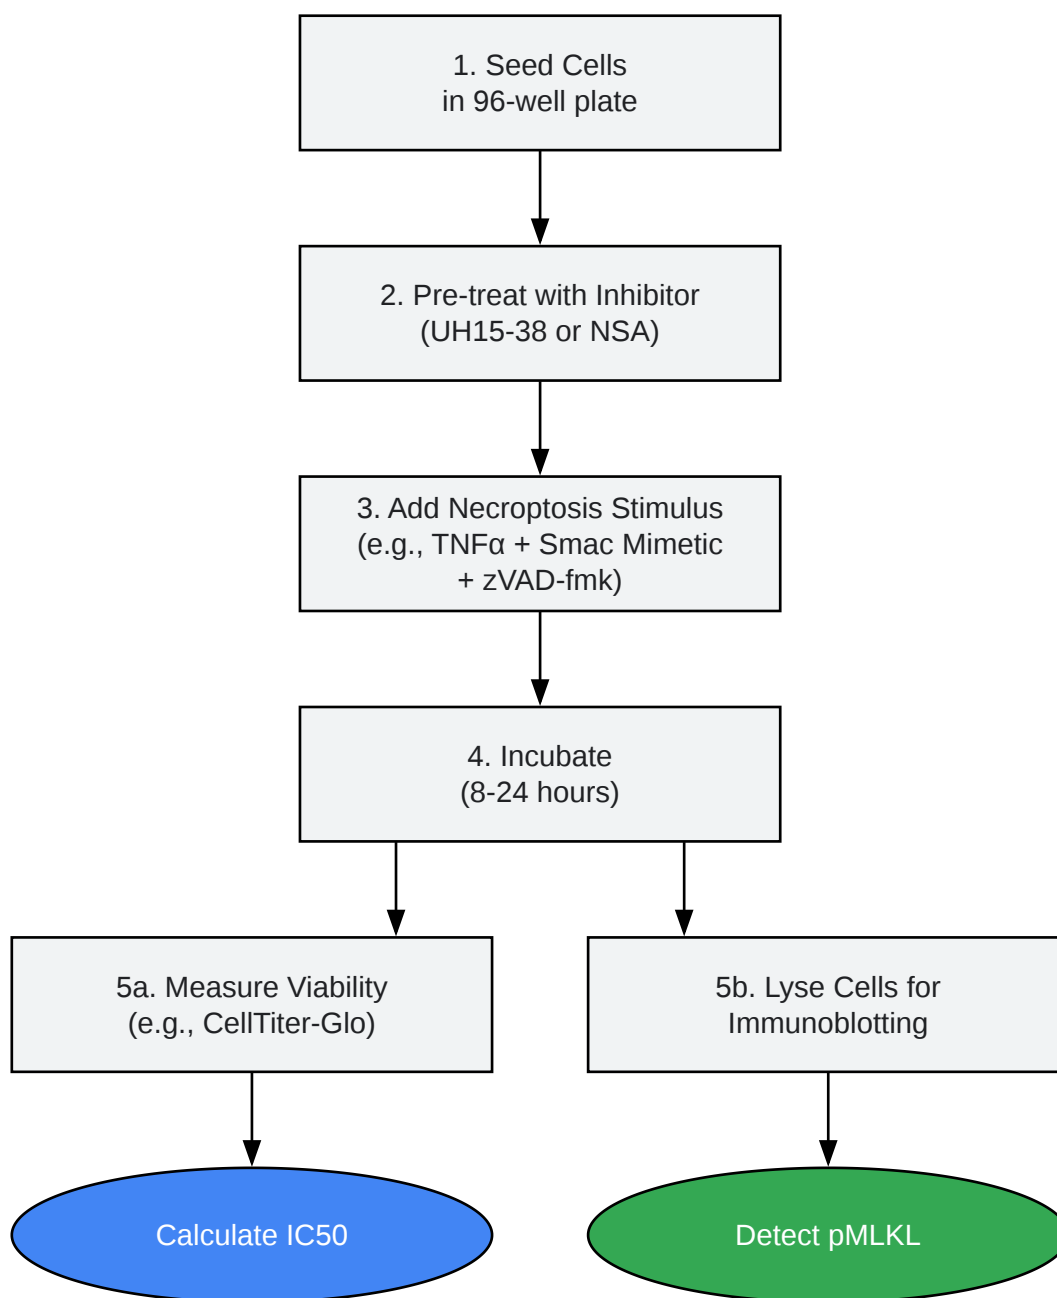 1. Seed Cells
in 96-well plate
2. Pre-treat with Inhibitor
(UH15-38 or NSA)
3. Add Necroptosis Stimulus
(e.g., TNFα + Smac Mimetic
+ zVAD-fmk)
4. Incubate
(8-24 hours)
5a. Measure Viability
(e.g., CellTiter-Glo)
5b. Lyse Cells for
Immunoblotting
Calculate IC50
Detect pMLKL